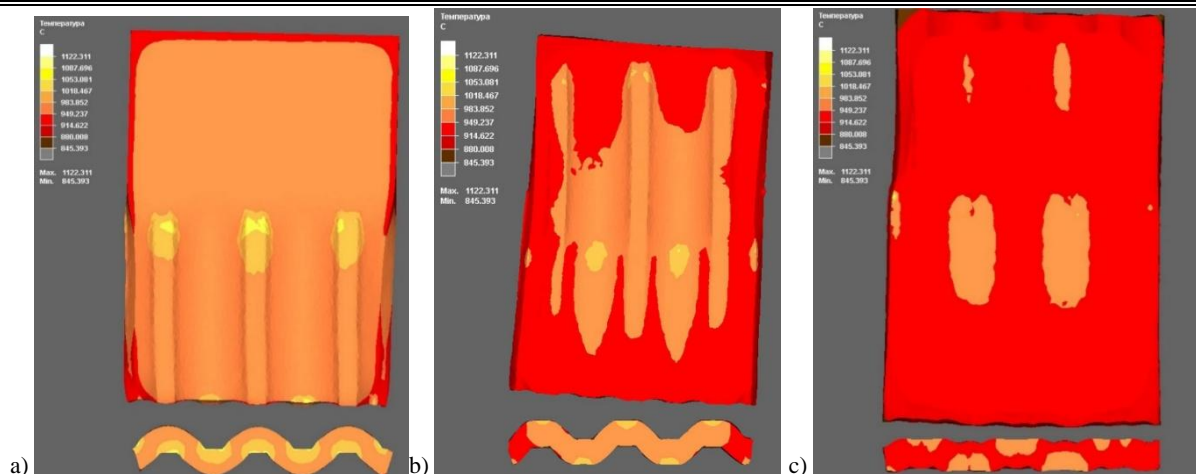 Температура
C
1122.311
1087.696
1053.081
1018.467
983.852
949.237
914.622
880.008
845.393
Max. 1122.311
Min. 845.393
a)
Температура
C
1122.311
1087.696
1053.081
1018.467
983.852
949.237
914.622
880.008
845.393
Max. 1122.311
Min. 845.393
b)
Температура
C
1122.311
1087.696
1053.081
1018.467
983.852
949.237
914.622
880.008
845.393
Max. 1122.311
Min. 845.393
c)